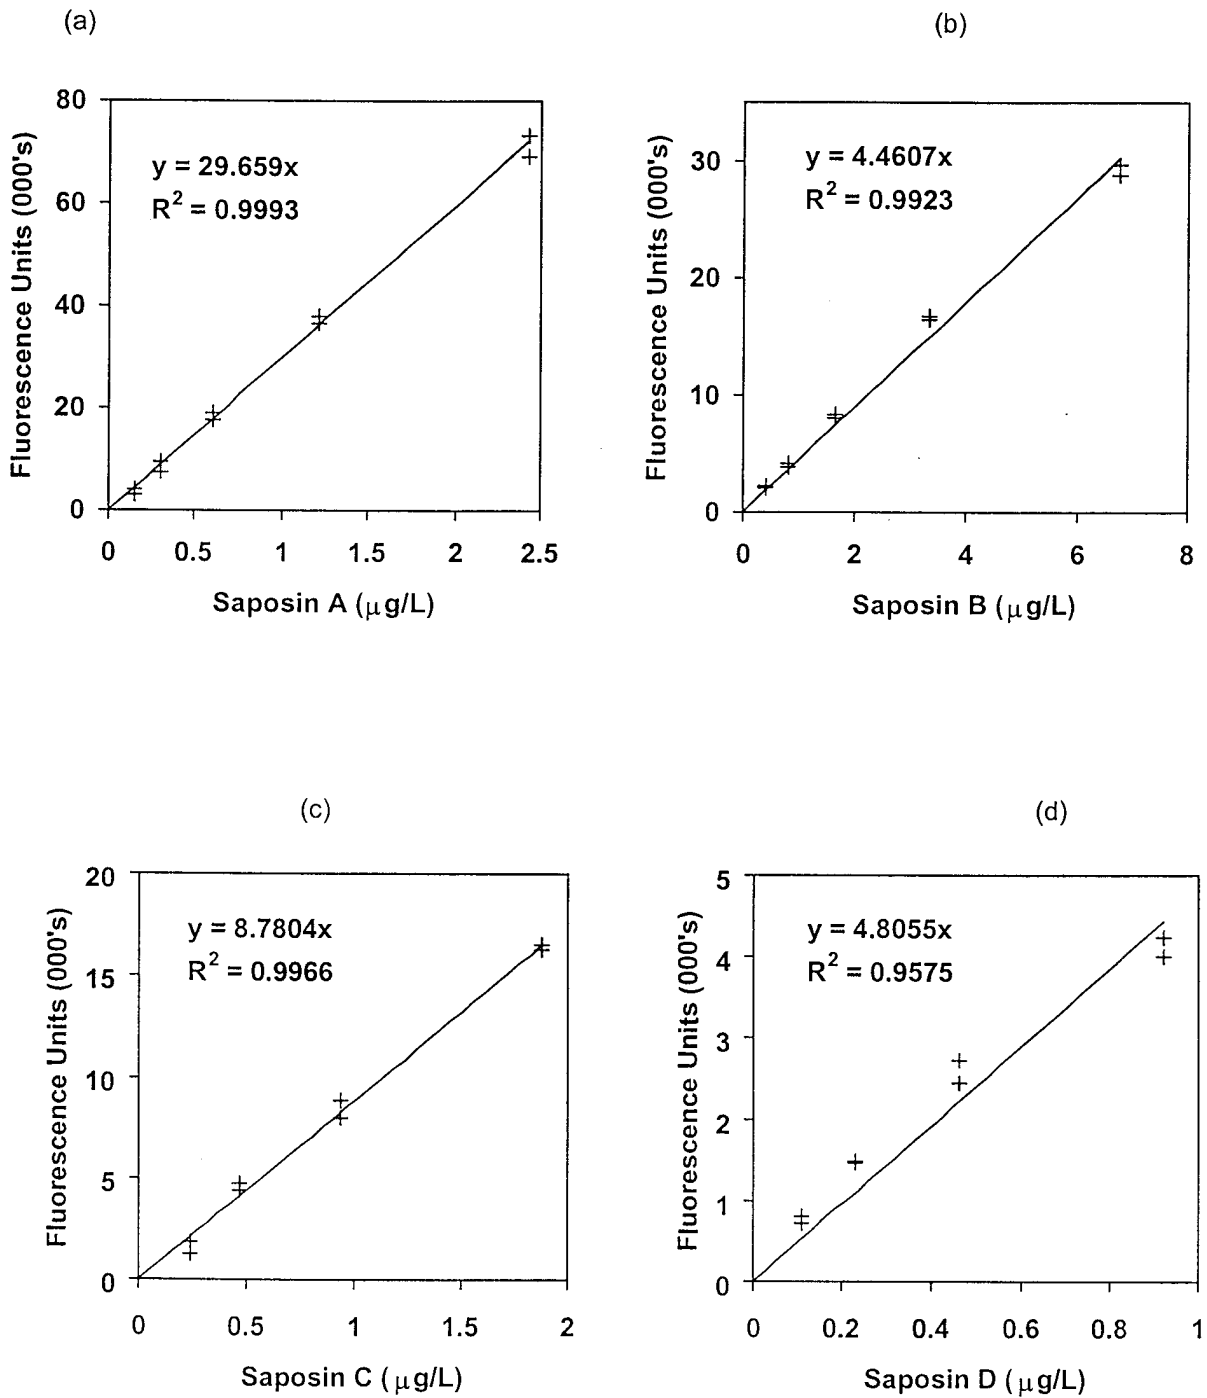 (a)
80
60
40
20
0
Fluorescence Units (000's)
y = 29.659x
R² = 0.9993
0 0.5 1 1.5 2 2.5
Saposin A (μg/L)
(b)
30
20
10
0
Fluorescence Units (000's)
y = 4.4607x
R² = 0.9923
0 2 4 6 8
Saposin B (μg/L)
(c)
20
15
10
5
0
Fluorescence Units (000's)
y = 8.7804x
R² = 0.9966
0 0.5 1 1.5 2
Saposin C (μg/L)
(d)
5
4
3
2
1
0
Fluorescence Units (000's)
y = 4.8055x
R² = 0.9575
0 0.2 0.4 0.6 0.8 1
Saposin D (μg/L)